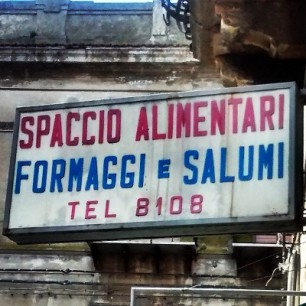 SPACCIO ALIMENTARI
FORMAGGI E SALUMI
TEL 8108